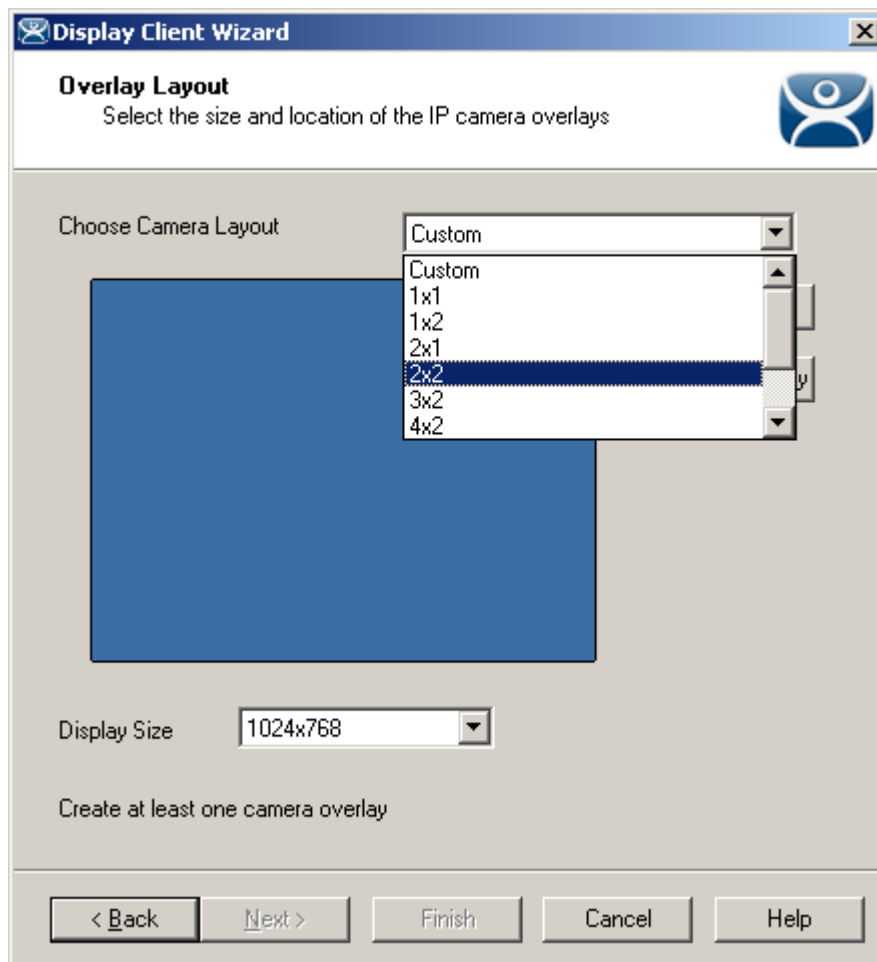 Display Client Wizard
Overlay Layout
Select the size and location of the IP camera overlays
Choose Camera Layout
Custom
Custom
1x1
1x2
2x1
2x2
y
3x2
4x2
Display Size
1024x768
Create at least one camera overlay
< Back
Next >
Finish
Cancel
Help